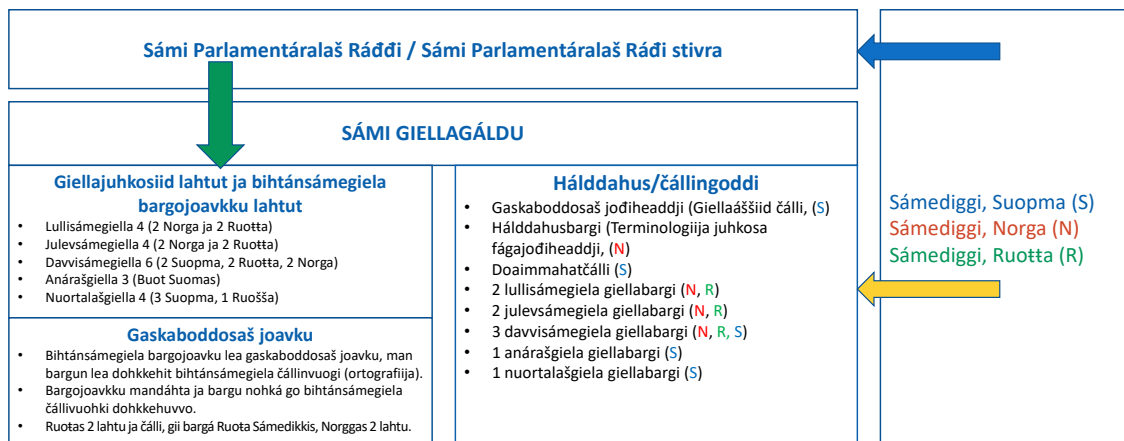 Sámi Parlamentáralaš Ráđđi / Sámi Parlamentáralaš Ráđi stivra
SÁMI GIELLAGÁLDU
Giellajuhkosiid lahtut ja bihtánsámegiela
bargojoavkku lahtut
• Lullisámegiella 4 (2 Norga ja 2 Ruoŧŧa)
• Julevsámegiella 4 (2 Norga ja 2 Ruoŧŧa)
• Davvisámegiella 6 (2 Suopma, 2 Ruoŧŧa, 2 Norga)
• Anárašgiella 3 (Buot Suomas)
• Nuortalašgiella 4 (3 Suopma, 1 Ruošša)
Gaskaboddosaš joavku
• Bihtánsámegiela bargojoavku lea gaskaboddosaš joavku, man
bargun lea dohkkehit bihtánsámegiela čállinvuogi (ortografiija).
• Bargojoavkku mandáhta ja bargu nohká go bihtánsámegiela
čállivuohki dohkkehuvvo.
• Ruoŧas 2 lahtu ja čálli, gii bargá Ruoŧa Sámedikkis, Norggas 2 lahtu.
Hálddahus/čállingoddi
• Gaskaboddosaš jođiheaddji (Giellaáššiid čálli, (S)
• Hálddahusbargi (Terminologiija juhkosa
fágajođiheaddji, (N)
• Doaimmahatčálli (S)
• 2 lullisámegiela giellabargi (N, R)
• 2 julevsámegiela giellabargi (N, R)
• 3 davvisámegiela giellabargi (N, R, S)
• 1 anárašgiela giellabargi (S)
• 1 nuortalašgiela giellabargi (S)
Sámediggi, Suopma (S)
Sámediggi, Norga (N)
Sámediggi, Ruoŧŧa (R)